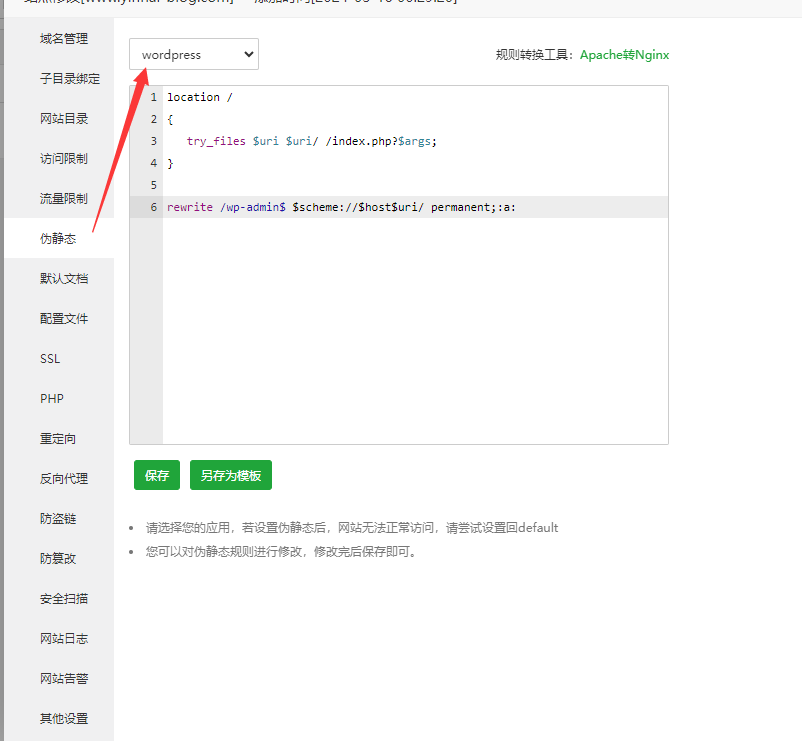 域名管理
子目录绑定
网站目录
访问限制
流量限制
伪静态
默认文档
配置文件
SSL
PHP
重定向
反向代理
防盗链
防篡改
安全扫描
网站日志
网站告警
其他设置
wordpress
规则转换工具：Apache转Nginx
1 location /
2 {
3 try_files $uri $uri/ /index.php?$args;
4 }
5
6 rewrite /wp-admin$ $scheme://$host$uri/ permanent;:a:
保存 另存为模板
请选择您的应用，若设置伪静态后，网站无法正常访问，请尝试设置回default
您可以对伪静态规则进行修改，修改完后保存即可。